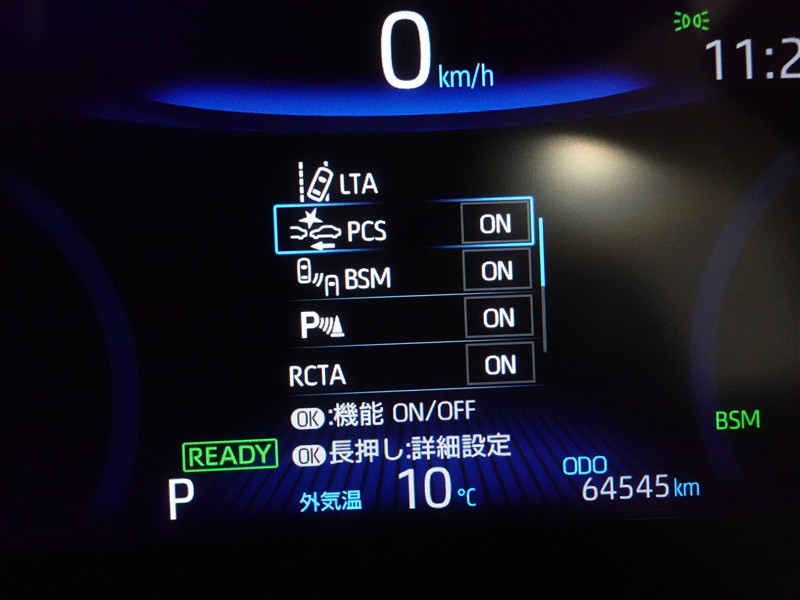 0 km/h
11:2
LTA
PCS ON
BSM ON
P ON
RCTA ON
OK:機能 ON/OFF
OK長押し:詳細設定
BSM
READY
P
外気温 10℃
ODO
64545km